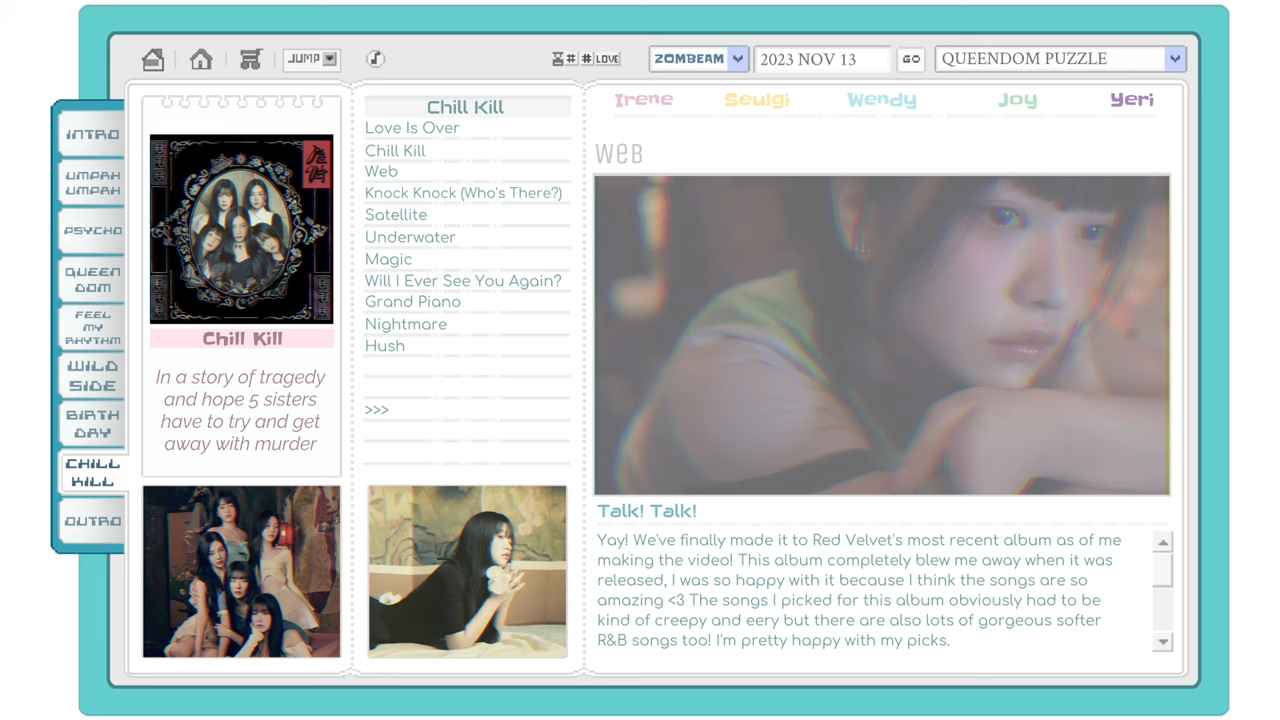 JUMP
# # LOVE
ZOMBEAM
2023 NOV 13
GO
QUEENDOM PUZZLE
INTRO
UMPAH
UMPAH
PSYCHO
QUEEN
DOM
FEEL
MY
RHYTHM
WILD
SIDE
BIRTH
DAY
CHILL
KILL
OUTRO
Chill Kill
In a story of tragedy
and hope 5 sisters
have to try and get
away with murder
Chill Kill
Love Is Over
Chill Kill
Web
Knock Knock (Who's There?)
Satellite
Underwater
Magic
Will I Ever See You Again?
Grand Piano
Nightmare
Hush
>>>
Irene Seulgi Wendy Joy Yeri
WEB
Talk! Talk!
Yay! We've finally made it to Red Velvet's most recent album as of me
making the video! This album completely blew me away when it was
released, I was so happy with it because I think the songs are so
amazing <3 The songs I picked for this album obviously had to be
kind of creepy and eery but there are also lots of gorgeous softer
R&B songs too! I'm pretty happy with my picks.